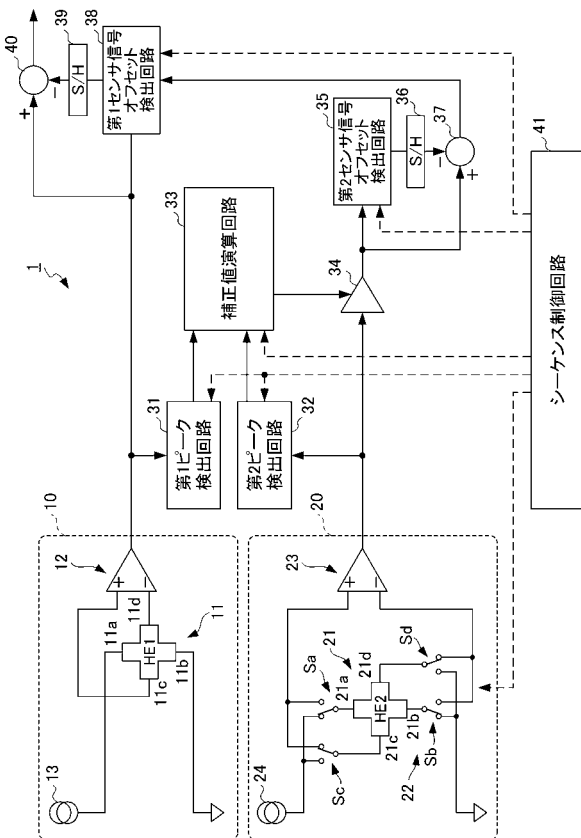 1
10
12
11a
11d
HE1
11c
11b
11
13
+
−
20
23
+
−
21
Sa
21a
21d
HE2
21c
21b
Sd
Sc
22
Sb
24
31
第1ピーク
検出回路
32
第2ピーク
検出回路
33
補正値演算回路
34
35
第2センサ信号
オフセット
検出回路
36
S/H
37
−
+
38
第1センサ信号
オフセット
検出回路
39
S/H
40
+
−
41
シーケンス制御回路